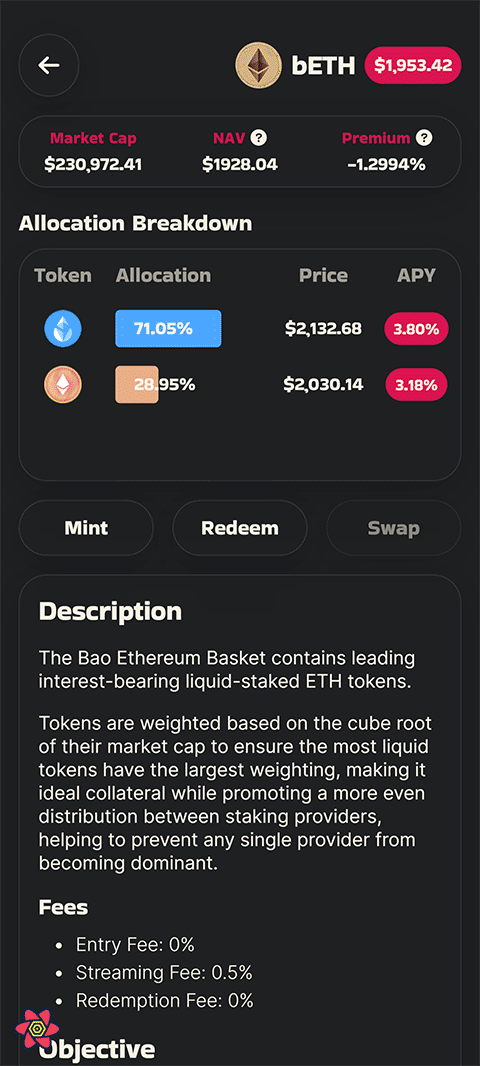 bETH $1,953.42
Market Cap NAV ? Premium ?
$230,972.41 $1928.04 -1.2994%
Allocation Breakdown
Token Allocation Price APY
71.05% $2,132.68 3.80%
28.95% $2,030.14 3.18%
Mint Redeem Swap
Description
The Bao Ethereum Basket contains leading
interest-bearing liquid-staked ETH tokens.
Tokens are weighted based on the cube root
of their market cap to ensure the most liquid
tokens have the largest weighting, making it
ideal collateral while promoting a more even
distribution between staking providers,
helping to prevent any single provider from
becoming dominant.
Fees
• Entry Fee: 0%
• Streaming Fee: 0.5%
• Redemption Fee: 0%
Objective